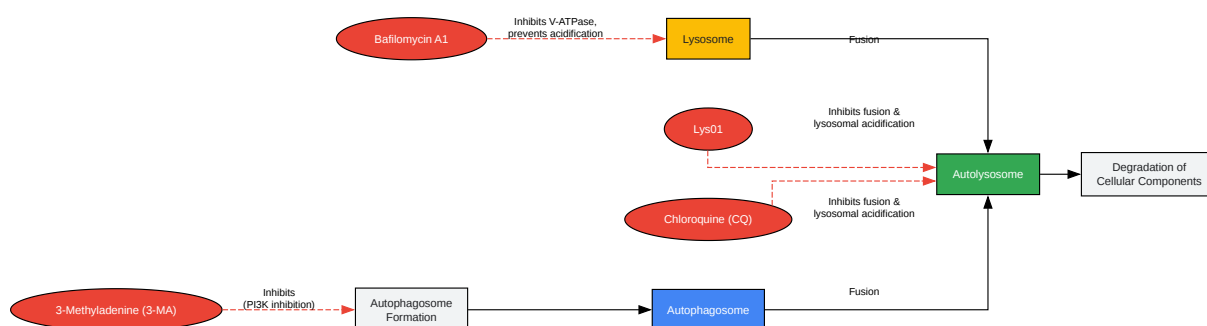 Inhibits V-ATPase,
prevents acidification
Bafilomycin A1
Lysosome
Fusion
Inhibits fusion &
lysosomal acidification
Lys01
Autolysosome
Degradation of
Cellular Components
Inhibits fusion &
lysosomal acidification
Chloroquine (CQ)
Inhibits
(PI3K inhibition)
3-Methyladenine (3-MA)
Autophagosome
Formation
Autophagosome
Fusion